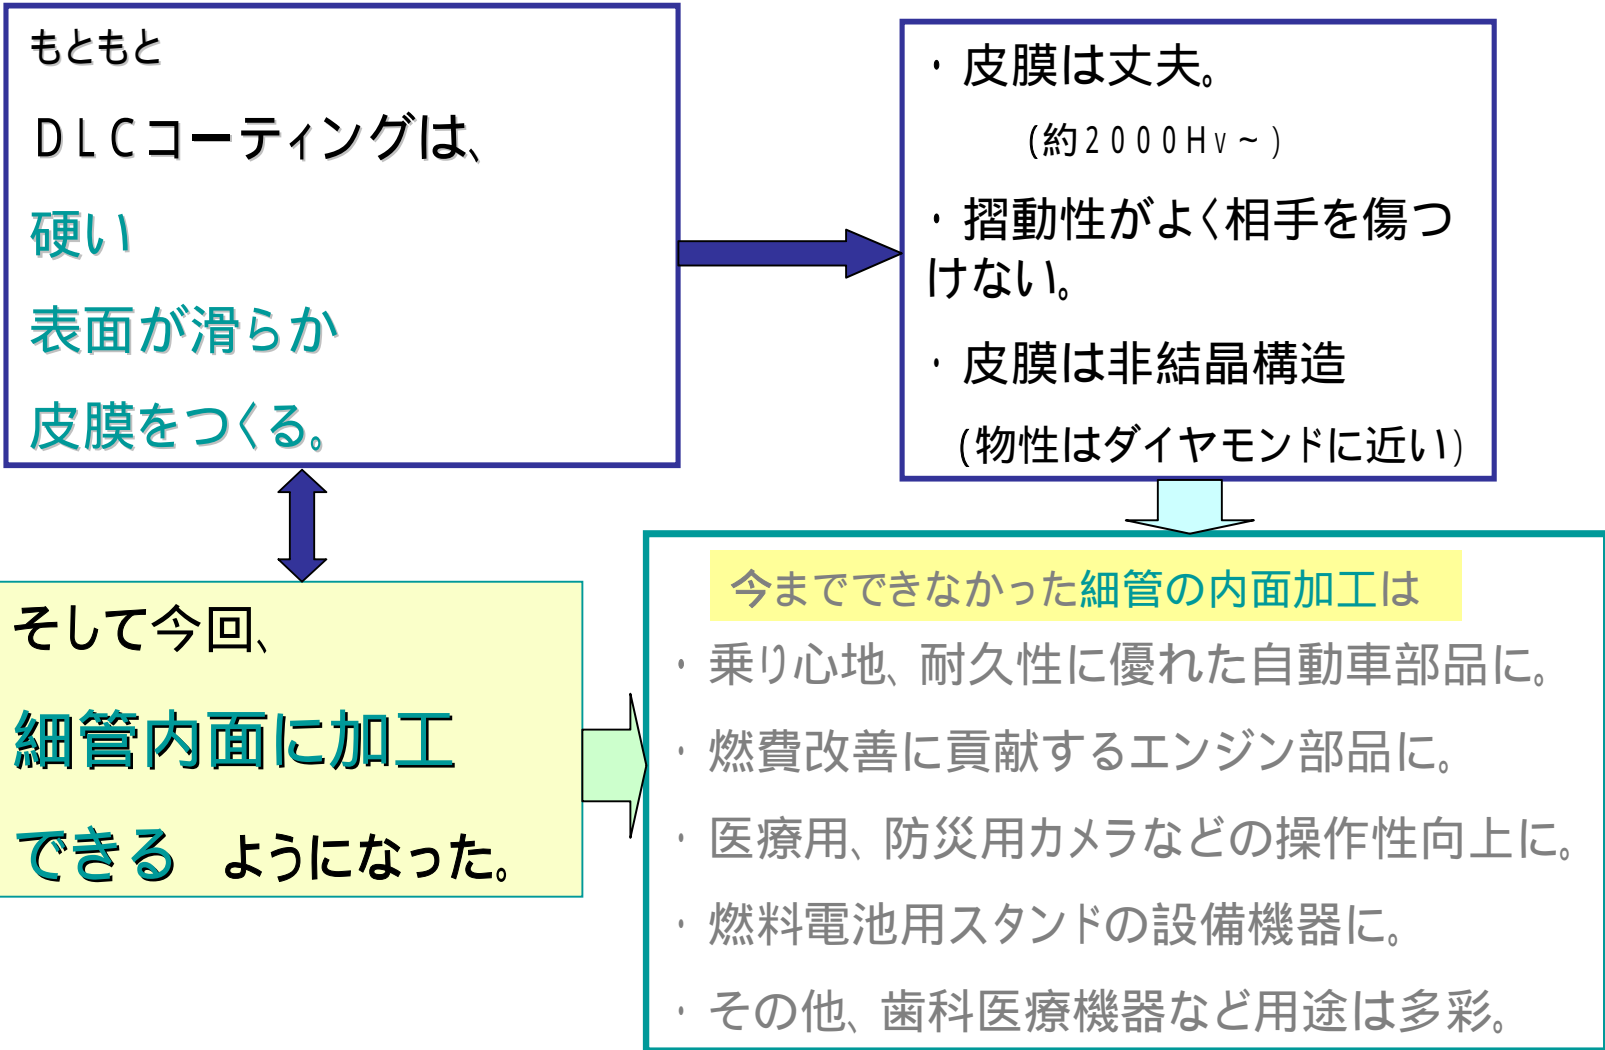 もともと
DLCコーティングは、
硬い
表面が滑らか
皮膜をつくる。
・皮膜は丈夫。
(約2000Hv~)
・摺動性がよく相手を傷つ
けない。
・皮膜は非結晶構造
(物性はダイヤモンドに近い)
そして今回、
細管内面に加工
できる ようになった。
今までできなかった細管の内面加工は
・乗り心地、耐久性に優れた自動車部品に。
・燃費改善に貢献するエンジン部品に。
・医療用、防災用カメラなどの操作性向上に。
・燃料電池用スタンドの設備機器に。
・その他、歯科医療機器など用途は多彩。